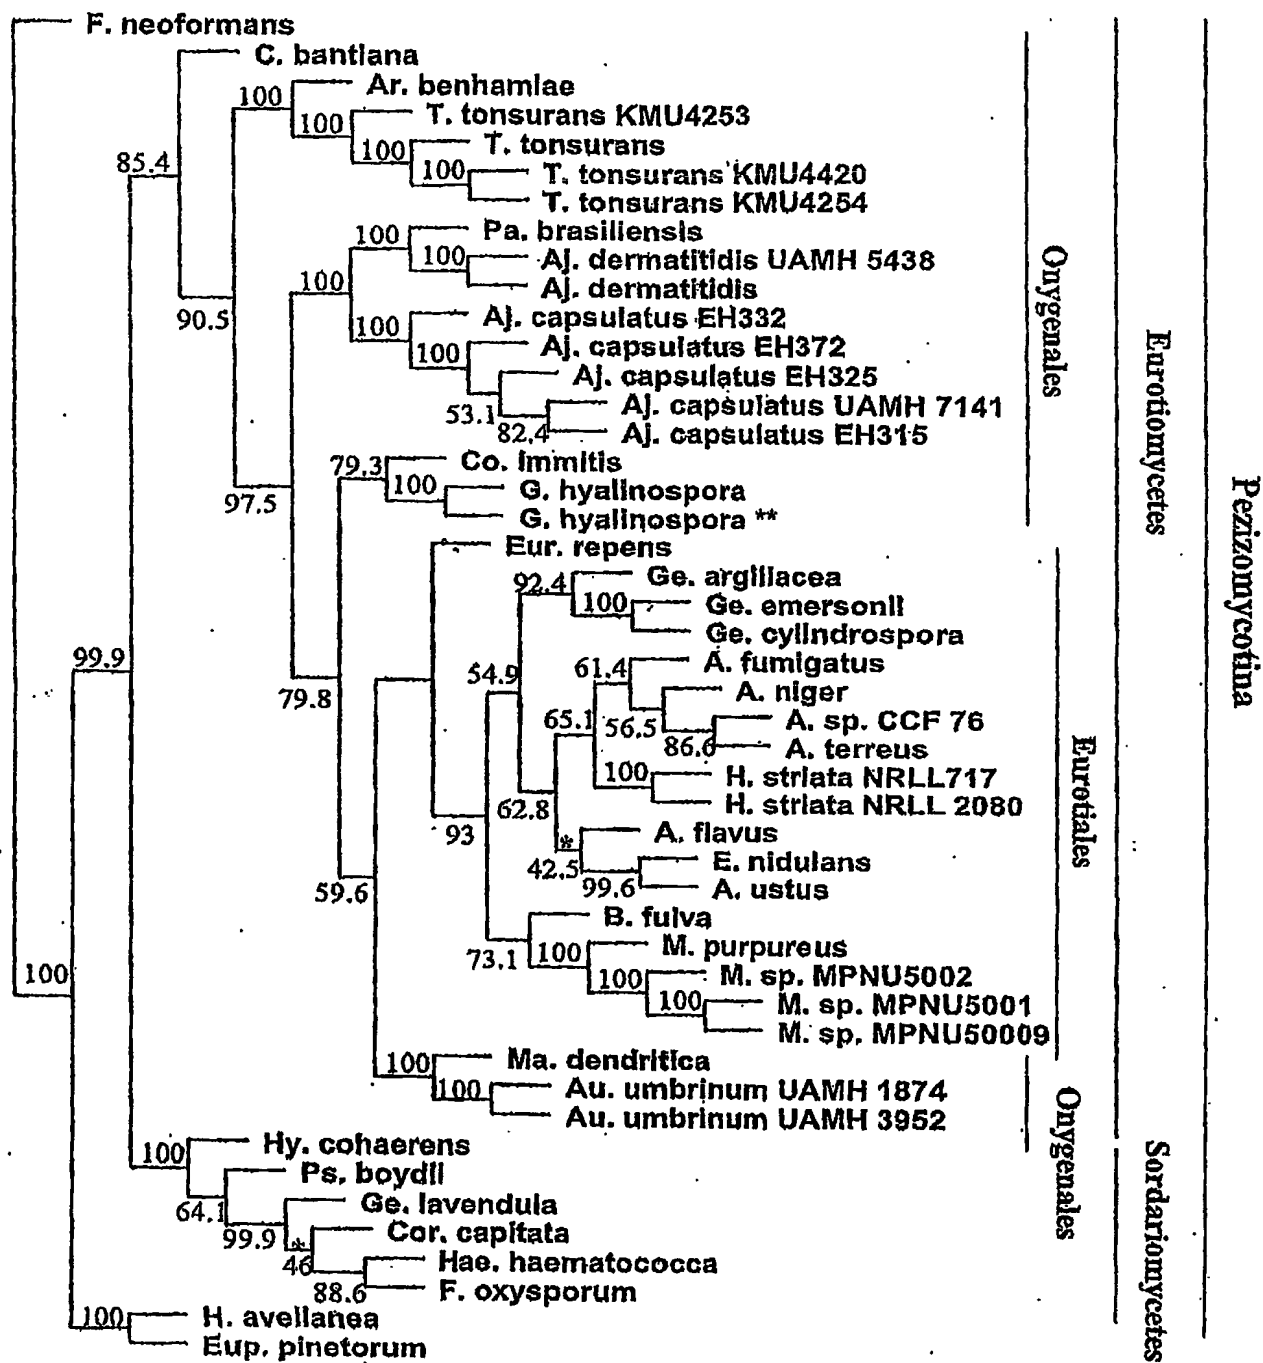 F. neoformans
C. bantiana
Ar. benhamiae
100
100
T. tonsurans KMU4253
100
T. tonsurans
85.4
100
T. tonsurans KMU4420
T. tonsurans KMU4254
100
Pa. brasiliensis
100
Aj. dermatitidis UAMH 5438
100
Aj. dermatitidis
90.5
100
Aj. capsulatus EH332
100
Aj. capsulatus EH372
Aj. capsulatus EH325
53.1
Aj. capsulatus UAMH 7141
82.4
Aj. capsulatus EH315
79.3
Co. immitis
97.5
100
G. hyalinospora
G. hyalinospora **
Eur. repens
92.4
Ge. argillacea
100
Ge. emersonii
Ge. cylindrospora
99.9
79.8
54.9
61.4
A. fumigatus
A. niger
65.1
56.5
A. sp. CCF 76
86.6
A. terreus
100
H. striata NRLL717
62.8
H. striata NRLL 2080
93
*
A. flavus
42.5
E. nidulans
99.6
A. ustus
59.6
B. fulva
73.1
100
M. purpureus
100
100
M. sp. MPNU5002
100
M. sp. MPNU5001
M. sp. MPNU50009
100
Ma. dendritica
100
Au. umbrinum UAMH 1874
Au. umbrinum UAMH 3952
100
Hy. cohaerens
Ps. boydii
64.1
Ge. lavendula
99.9
*
Cor. capitata
46
Hae. haematococca
88.6
F. oxysporum
100
H. avellanea
Eup. pinetorum
Onygenales
Eurotiales
Onygenales
Eurotiomycetes
Sordariomycetes
Pezizomycotina